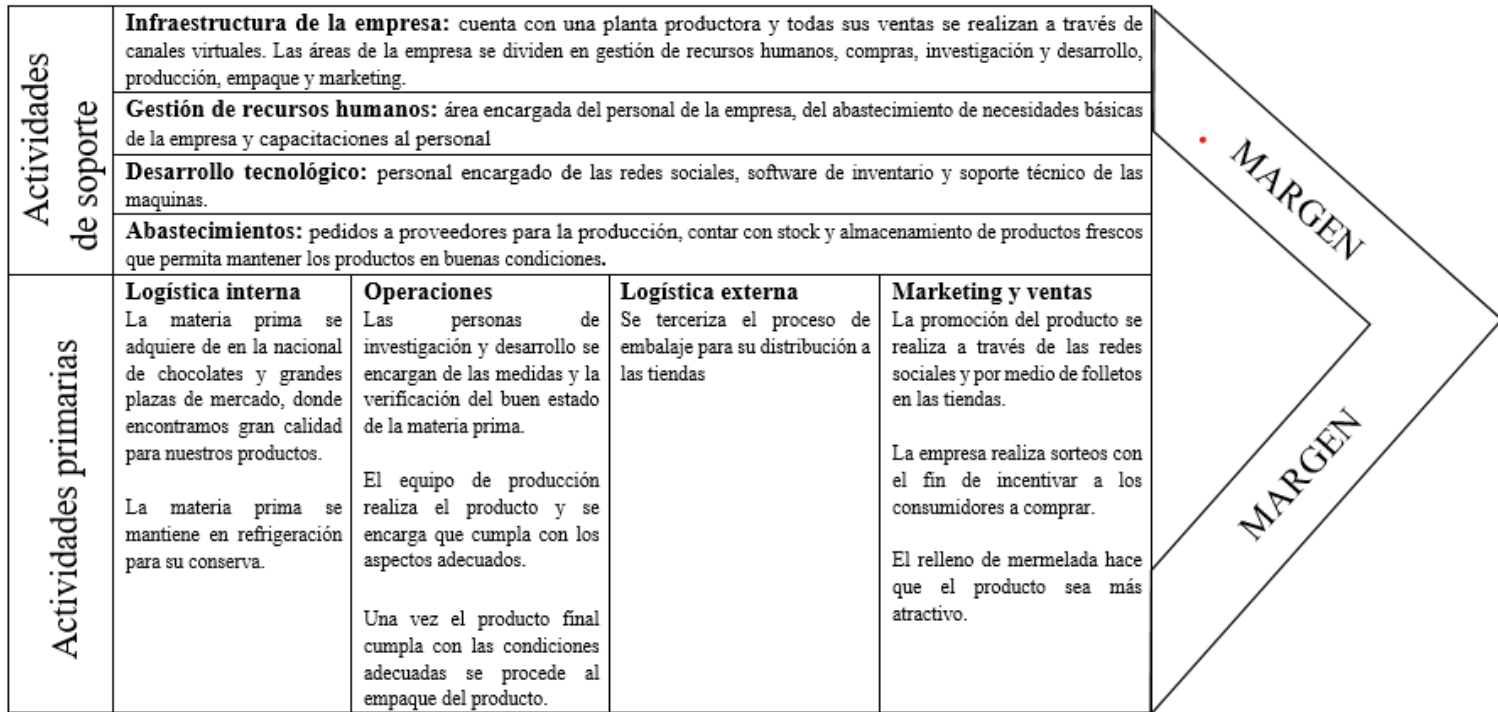 Actividades
de soporte
Infraestructura de la empresa: cuenta con una planta productora y todas sus ventas se realizan a través de
canales virtuales. Las áreas de la empresa se dividen en gestión de recursos humanos, compras, investigación y desarrollo,
producción, empaque y marketing.
Gestión de recursos humanos: área encargada del personal de la empresa, del abastecimiento de necesidades básicas
de la empresa y capacitaciones al personal
Desarrollo tecnológico: personal encargado de las redes sociales, software de inventario y soporte técnico de las
maquinas.
Abastecimientos: pedidos a proveedores para la producción, contar con stock y almacenamiento de productos frescos
que permita mantener los productos en buenas condiciones.
Actividades primarias
Logística interna
La materia prima se
adquiere de en la nacional
de chocolates y grandes
plazas de mercado, donde
encontramos gran calidad
para nuestros productos.
La materia prima se
mantiene en refrigeración
para su conserva.
Operaciones
Las personas de
investigación y desarrollo se
encargan de las medidas y la
verificación del buen estado
de la materia prima.
El equipo de producción
realiza el producto y se
encarga que cumpla con los
aspectos adecuados.
Una vez el producto final
cumpla con las condiciones
adecuadas se procede al
empaque del producto.
Logística externa
Se terceriza el proceso de
embalaje para su distribución a
las tiendas
Marketing y ventas
La promoción del producto se
realiza a través de las redes
sociales y por medio de folletos
en las tiendas.
La empresa realiza sorteos con
el fin de incentivar a los
consumidores a comprar.
El relleno de mermelada hace
que el producto sea más
atractivo.
MARGEN
MARGEN